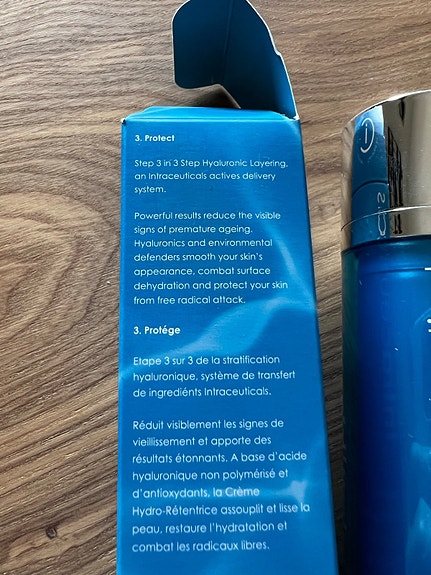 3. Protect
Step 3 in 3 Step Hyaluronic Layering,
an Intraceuticals actives delivery
system.
Powerful results reduce the visible
signs of premature ageing.
Hyaluronics and environmental
defenders smooth your skin's
appearance, combat surface
dehydration and protect your skin
from free radical attack.
3. Protége
Etape 3 sur 3 de la stratification
hyaluronique, système de transfert
de ingrediénts Intraceuticals.
Réduit visiblement les signes de
vieillissement et apporte des
résultats étonnants. A base d'acide
hyaluronique non polymérisé et
d'antioxydants, la Crème
Hydro-Rétentrice assouplit et lisse la
peau, restaure l'hydratation et
combat les radicaux libres.